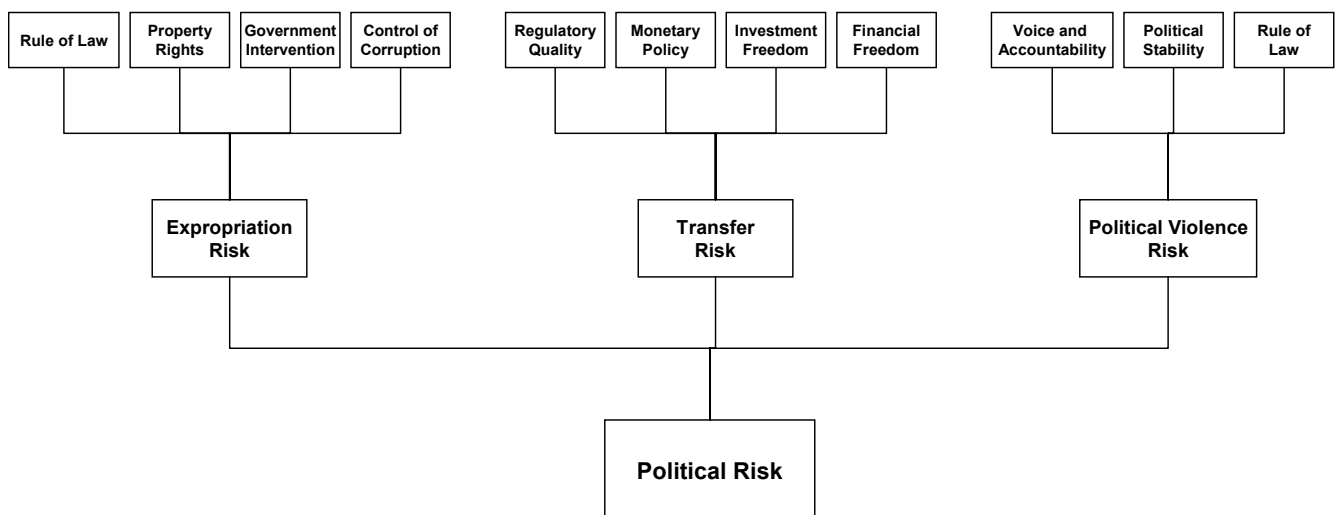 Rule of Law
Property
Rights
Government
Intervention
Control of
Corruption
Regulatory
Quality
Monetary
Policy
Investment
Freedom
Financial
Freedom
Voice and
Accountability
Political
Stability
Rule of
Law
Expropriation
Risk
Transfer
Risk
Political Violence
Risk
Political Risk